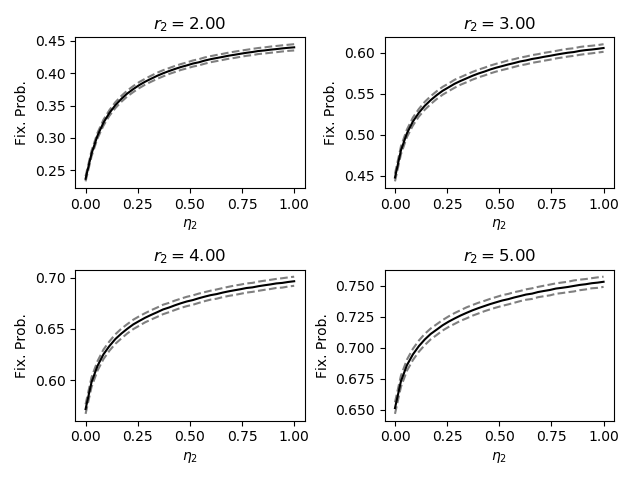 r₂ = 2.00
0.45
0.40
0.35
0.30
0.25
Fix. Prob.
0.00 0.25 0.50 0.75 1.00
η₂
r₂ = 3.00
0.60
0.55
0.50
0.45
Fix. Prob.
0.00 0.25 0.50 0.75 1.00
η₂
r₂ = 4.00
0.70
0.65
0.60
Fix. Prob.
0.00 0.25 0.50 0.75 1.00
η₂
r₂ = 5.00
0.750
0.725
0.700
0.675
0.650
Fix. Prob.
0.00 0.25 0.50 0.75 1.00
η₂